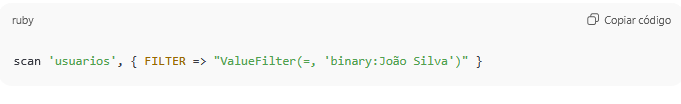 ruby
Copiar código
scan 'usuarios', { FILTER => "ValueFilter(=, 'binary:João Silva')" }